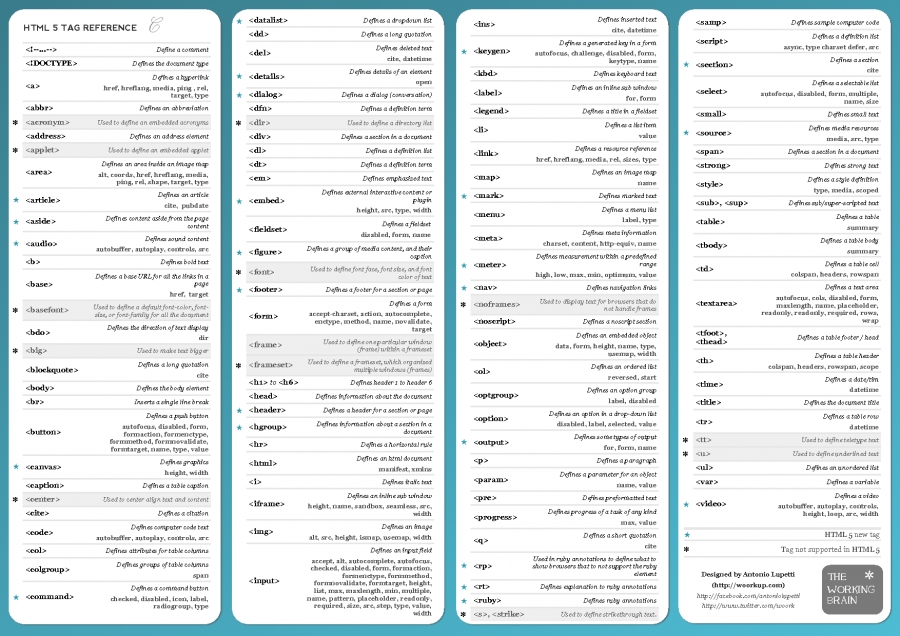 HTML 5 TAG REFERENCE
<!--...--> Define a comment
<!DOCTYPE> Defines the document type
<a> Defines a hyperlink
href, hreflang, media, ping , rel,
target, type
<abbr> Defines an abbreviation
* <acronym> Used to define an embedded acronyms
<address> Defines an address element
* <applet> Used to define an embedded applet
<area> Defines an area inside an image map
alt, coords, href, hreflang, media,
ping, rel, shape, target, type
★ <article> Defines an article
cite, pubdate
★ <aside> Defines content aside from the page
content
★ <audio> Defines sound content
autobuffer, autoplay, controls, src
<b> Defines bold text
<base> Defines a base URL for all the links in a
page
href, target
* <basefont> Used to define a default font-color, font-
size, or font-family for all the document
<bdo> Defines the direction of text display
dir
* <big> Used to make text bigger
<blockquote> Defines a long quotation
cite
<body> Defines the body element
<br> Inserts a single line break
<button> Defines a push button
autofocus, disabled, form,
formaction, formenctype,
formmethod, formnovalidate,
formtarget, name, type, value
★ <canvas> Defines graphics
height, width
<caption> Defines a table caption
* <center> Used to center align text and content
<cite> Defines a citation
<code> Defines computer code text
autobuffer, autoplay, controls, src
<col> Defines attributes for table columns
<colgroup> Defines groups of table columns
span
★ <command> Defines a command button
checked, disabled, icon, label,
radiogroup, type
★ <datalist> Defines a dropdown list
<dd> Defines a long quotation
<del> Defines deleted text
cite, datetime
★ <details> Defines details of an element
open
★ <dialog> Defines a dialog (conversation)
<dfn> Defines a definition term
* <dir> Used to define a directory list
<div> Defines a section in a document
<dl> Defines a definition list
<dt> Defines a definition term
<em> Defines emphasized text
★ <embed> Defines external interactive content or
plugin
height, src, type, width
<fieldset> Defines a fieldset
disabled, form, name
★ <figure> Defines a group of media content, and their
caption
* <font> Used to define font face, font size, and font
color of text
★ <footer> Defines a footer for a section or page
<form> Defines a form
accept-charset, action, autocomplete,
enctype, method, name, novalidate,
target
<frame> Used to define one particular window
(frame) within a frameset
* <frameset> Used to define a frameset, which organized
multiple windows (frames)
<h1> to <h6> Defines header 1 to header 6
<head> Defines information about the document
★ <header> Defines a header for a section or page
★ <hgroup> Defines information about a section in a
document
<hr> Defines a horizontal rule
<html> Defines an html document
manifest, xmlns
<i> Defines italic text
<iframe> Defines an inline sub window
height, name, sandbox, seamless, src,
width
<img> Defines an image
alt, src, height, ismap, usemap, width
<input> Defines an input field
accept, alt, autocomplete, autofocus,
checked, disabled, form, formaction,
formenctype, formmethod,
formnovalidate, formtarget, height,
list, max, maxlength, min, multiple,
name, pattern, placeholder, readonly,
required, size, src, step, type, value,
width
<ins> Defines inserted text
cite, datetime
★ <keygen> Defines a generated key in a form
autofocus, challenge, disabled, form,
keytype, name
<kbd> Defines keyboard text
<label> Defines an inline sub window
for, form
<legend> Defines a title in a fieldset
<li> Defines a list item
value
<link> Defines a resource reference
href, hreflang, media, rel, sizes, type
<map> Defines an image map
name
★ <mark> Defines marked text
<menu> Defines a menu list
label, type
<meta> Defines meta information
charset, content, http-equiv, name
★ <meter> Defines measurement within a predefined
range
high, low, max, min, optimum, value
★ <nav> Defines navigation links
* <noframes> Used to display text for browsers that do
not handle frames
<noscript> Defines a noscript section
<object> Defines an embedded object
data, form, height, name, type,
usemap, width
<ol> Defines an ordered list
reversed, start
<optgroup> Defines an option group
label, disabled
<option> Defines an option in a drop-down list
disabled, label, selected, value
★ <output> Defines some types of output
for, form, name
<p> Defines a paragraph
<param> Defines a parameter for an object
name, value
<pre> Defines preformatted text
<progress> Defines progress of a task of any kind
max, value
<q> Defines a short quotation
cite
★ <rp> Used in ruby annotations to define what to
show browsers that to not support the ruby
element
★ <rt> Defines explanation to ruby annotations
★ <ruby> Defines ruby annotations
* <s>, <strike> Used to define strikethrough text.
<samp> Defines sample computer code
<script> Defines a definition list
async, type charset defer, src
★ <section> Defines a section
cite
<select> Defines a selectable list
autofocus, disabled, form, multiple,
name, size
<small> Defines small text
★ <source> Defines media resources
media, src, type
<span> Defines a section in a document
<strong> Defines strong text
<style> Defines a style definition
type, media, scoped
<sub>, <sup> Defines sub/super-scripted text
<table> Defines a table
summary
<tbody> Defines a table body
summary
<td> Defines a table cell
colspan, headers, rowspan
<textarea> Defines a text area
autofocus, cols, disabled, form,
maxlength, name, placeholder,
readonly, readonly, required, rows,
wrap
<tfoot>,
<thead> Defines a table footer / head
<th> Defines a table header
colspan, headers, rowspan, scope
<time> Defines a date/time
datetime
<title> Defines the document title
<tr> Defines a table row
datetime
* <tt> Used to define teletype text
* <u> Used to define underlined text
<ul> Defines an unordered list
<var> Defines a variable
★ <video> Defines a video
autobuffer, autoplay, controls,
height, loop, src, width
★ HTML 5 new tag
* Tag not supported in HTML 5
Designed by Antonio Lupetti
(http://woorkup.com)
http://facebook.com/antoniolupetti
http://www.twitter.com/woork
THE *
WORKING
BRAIN